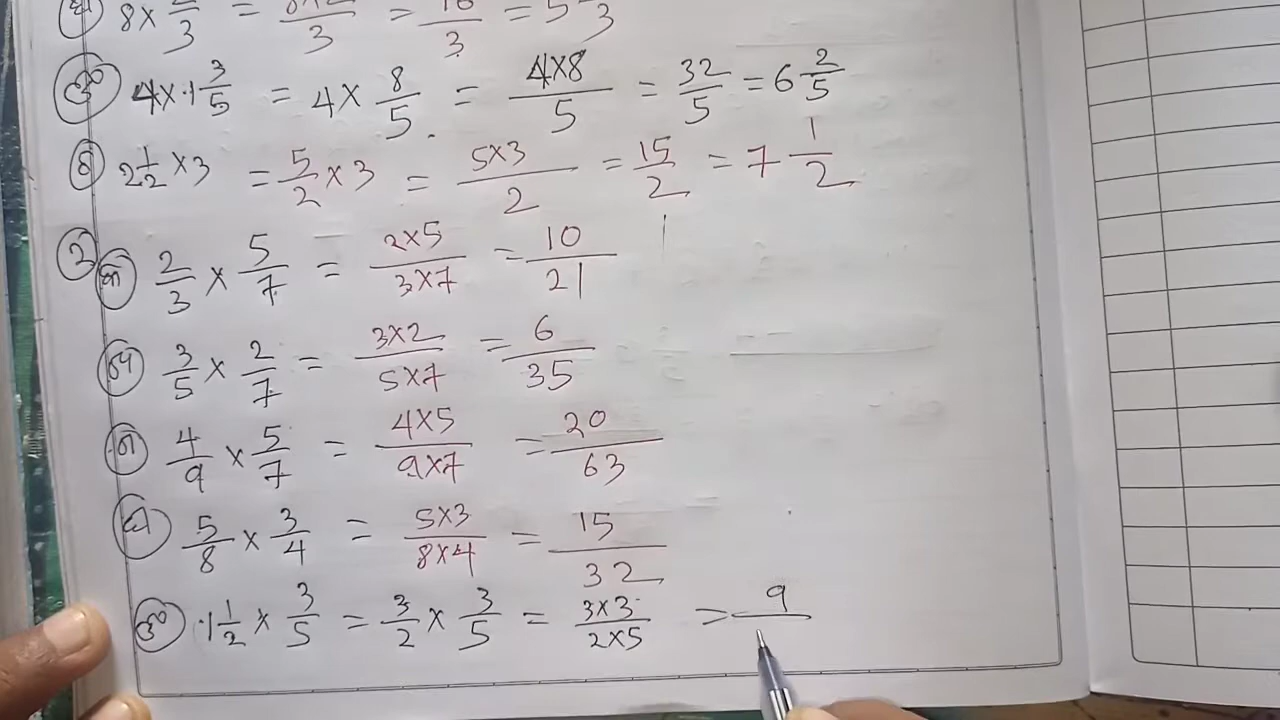 घ 8 × 2/3 = 8×2/3 = 16/3 = 5 1/3
ङ 4 × 1 3/5 = 4 × 8/5 = 4×8/5 = 32/5 = 6 2/5
2 1/2 × 3 = 5/2 × 3 = 5×3/2 = 15/2 = 7 1/2
2 क 2/3 × 5/7 = 2×5/3×7 = 10/21
ख 3/5 × 2/7 = 3×2/5×7 = 6/35
ग 4/9 × 5/7 = 4×5/9×7 = 20/63
घ 5/8 × 3/4 = 5×3/8×4 = 15/32
ङ 1 1/2 × 3/5 = 3/2 × 3/5 = 3×3/2×5 = 9/